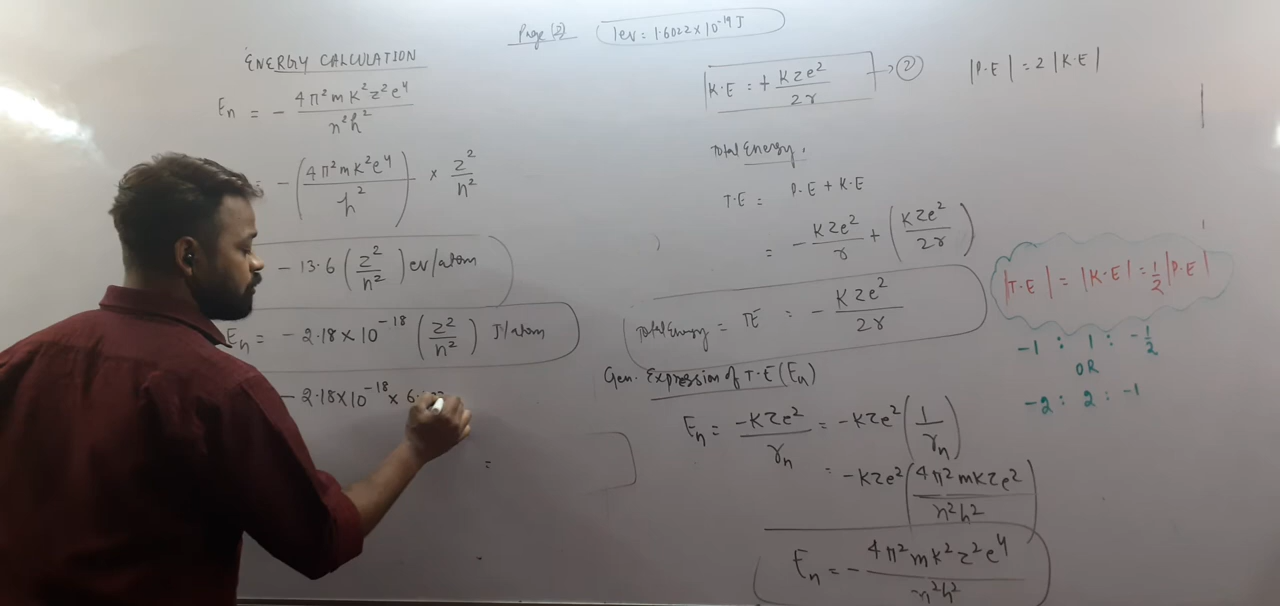 Page (2)
1ev = 1.6022 x 10⁻¹⁹ J
ENERGY CALCULATION
Eₙ = - 4π²mK²Z²e⁴ / n²h²
= - (4π²mK²e⁴ / h²) × Z² / n²
- 13.6 (Z² / n²) ev/atom
Eₙ = - 2.18 × 10⁻¹⁸ (Z² / n²) J/atom
- 2.18 × 10⁻¹⁸ × 6.
=
K.E = + KZe² / 2r → ②
|P.E| = 2 |K.E|
Total Energy.
T.E = P.E + K.E
= - KZe² / r + (KZe² / 2r)
Total Energy = TE = - KZe² / 2r
Gen. Expression of T.E (Eₙ)
Eₙ = -KZe² / rₙ = -KZe² (1 / rₙ)
= -KZe² (4π²mKZe² / n²h²)
Eₙ = - 4π²mK²Z²e⁴ / n²h²
|T.E| = |K.E| = 1/2 |P.E|
-1 : 1 : -1/2
OR
-2 : 2 : -1